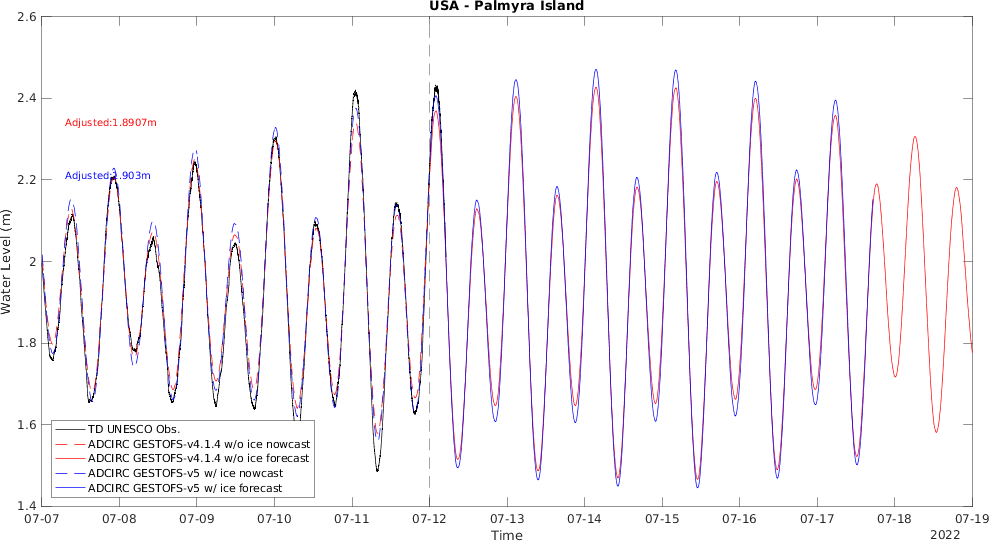 USA - Palmyra Island
2.6
2.4
2.2
2
1.8
1.6
1.4
Water Level (m)
Adjusted:1.8907m
Adjusted:1.903m
TD UNESCO Obs.
ADCIRC GESTOFS-v4.1.4 w/o ice nowcast
ADCIRC GESTOFS-v4.1.4 w/o ice forecast
ADCIRC GESTOFS-v5 w/ ice nowcast
ADCIRC GESTOFS-v5 w/ ice forecast
07-07 07-08 07-09 07-10 07-11 07-12 07-13 07-14 07-15 07-16 07-17 07-18 07-19
Time
2022